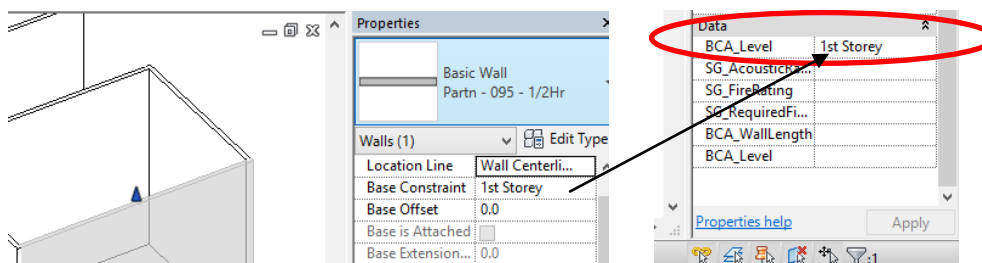 Properties
Basic Wall
Partn - 095 - 1/2Hr
Walls (1)
Edit Type
Location Line Wall Centerli...
Base Constraint 1st Storey
Base Offset 0.0
Base is Attached
Base Extension... 0.0
Data
BCA_Level 1st Storey
SG_AcousticRa...
SG_FireRating
SG_RequiredFi...
BCA_WallLength
BCA_Level
Properties help
Apply
:1